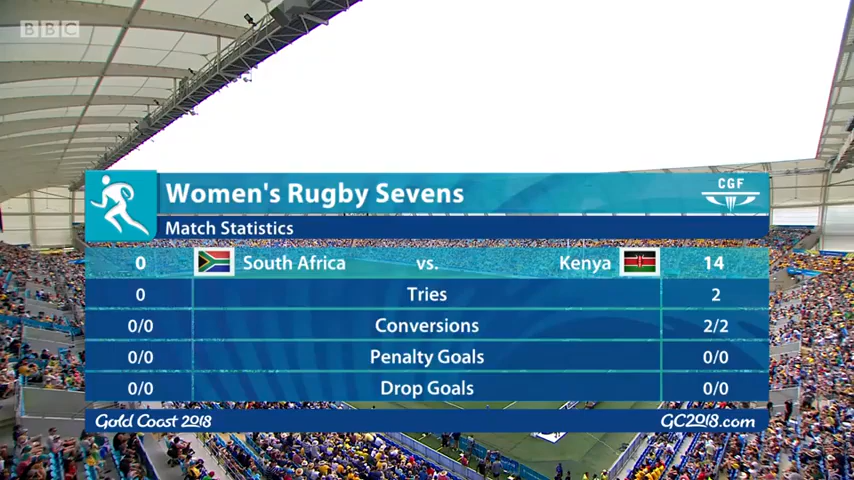 BBC
Women's Rugby Sevens
CGF
Match Statistics
0 South Africa vs. Kenya 14
0 Tries 2
0/0 Conversions 2/2
0/0 Penalty Goals 0/0
0/0 Drop Goals 0/0
Gold Coast 2018 GC2018.com